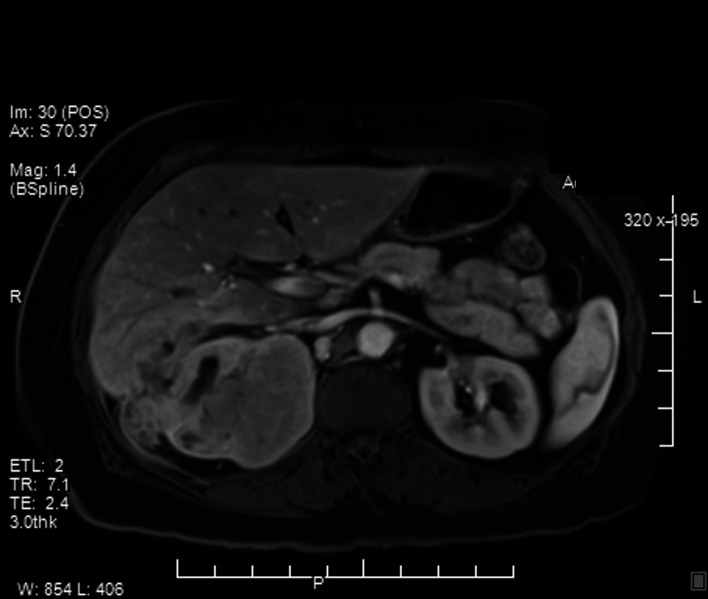 Im: 30 (POS)
Ax: S 70.37
Mag: 1.4
(BSpline)
320 x 195
R
L
ETL: 2
TR: 7.1
TE: 2.4
3.0thk
P
W: 854 L: 406